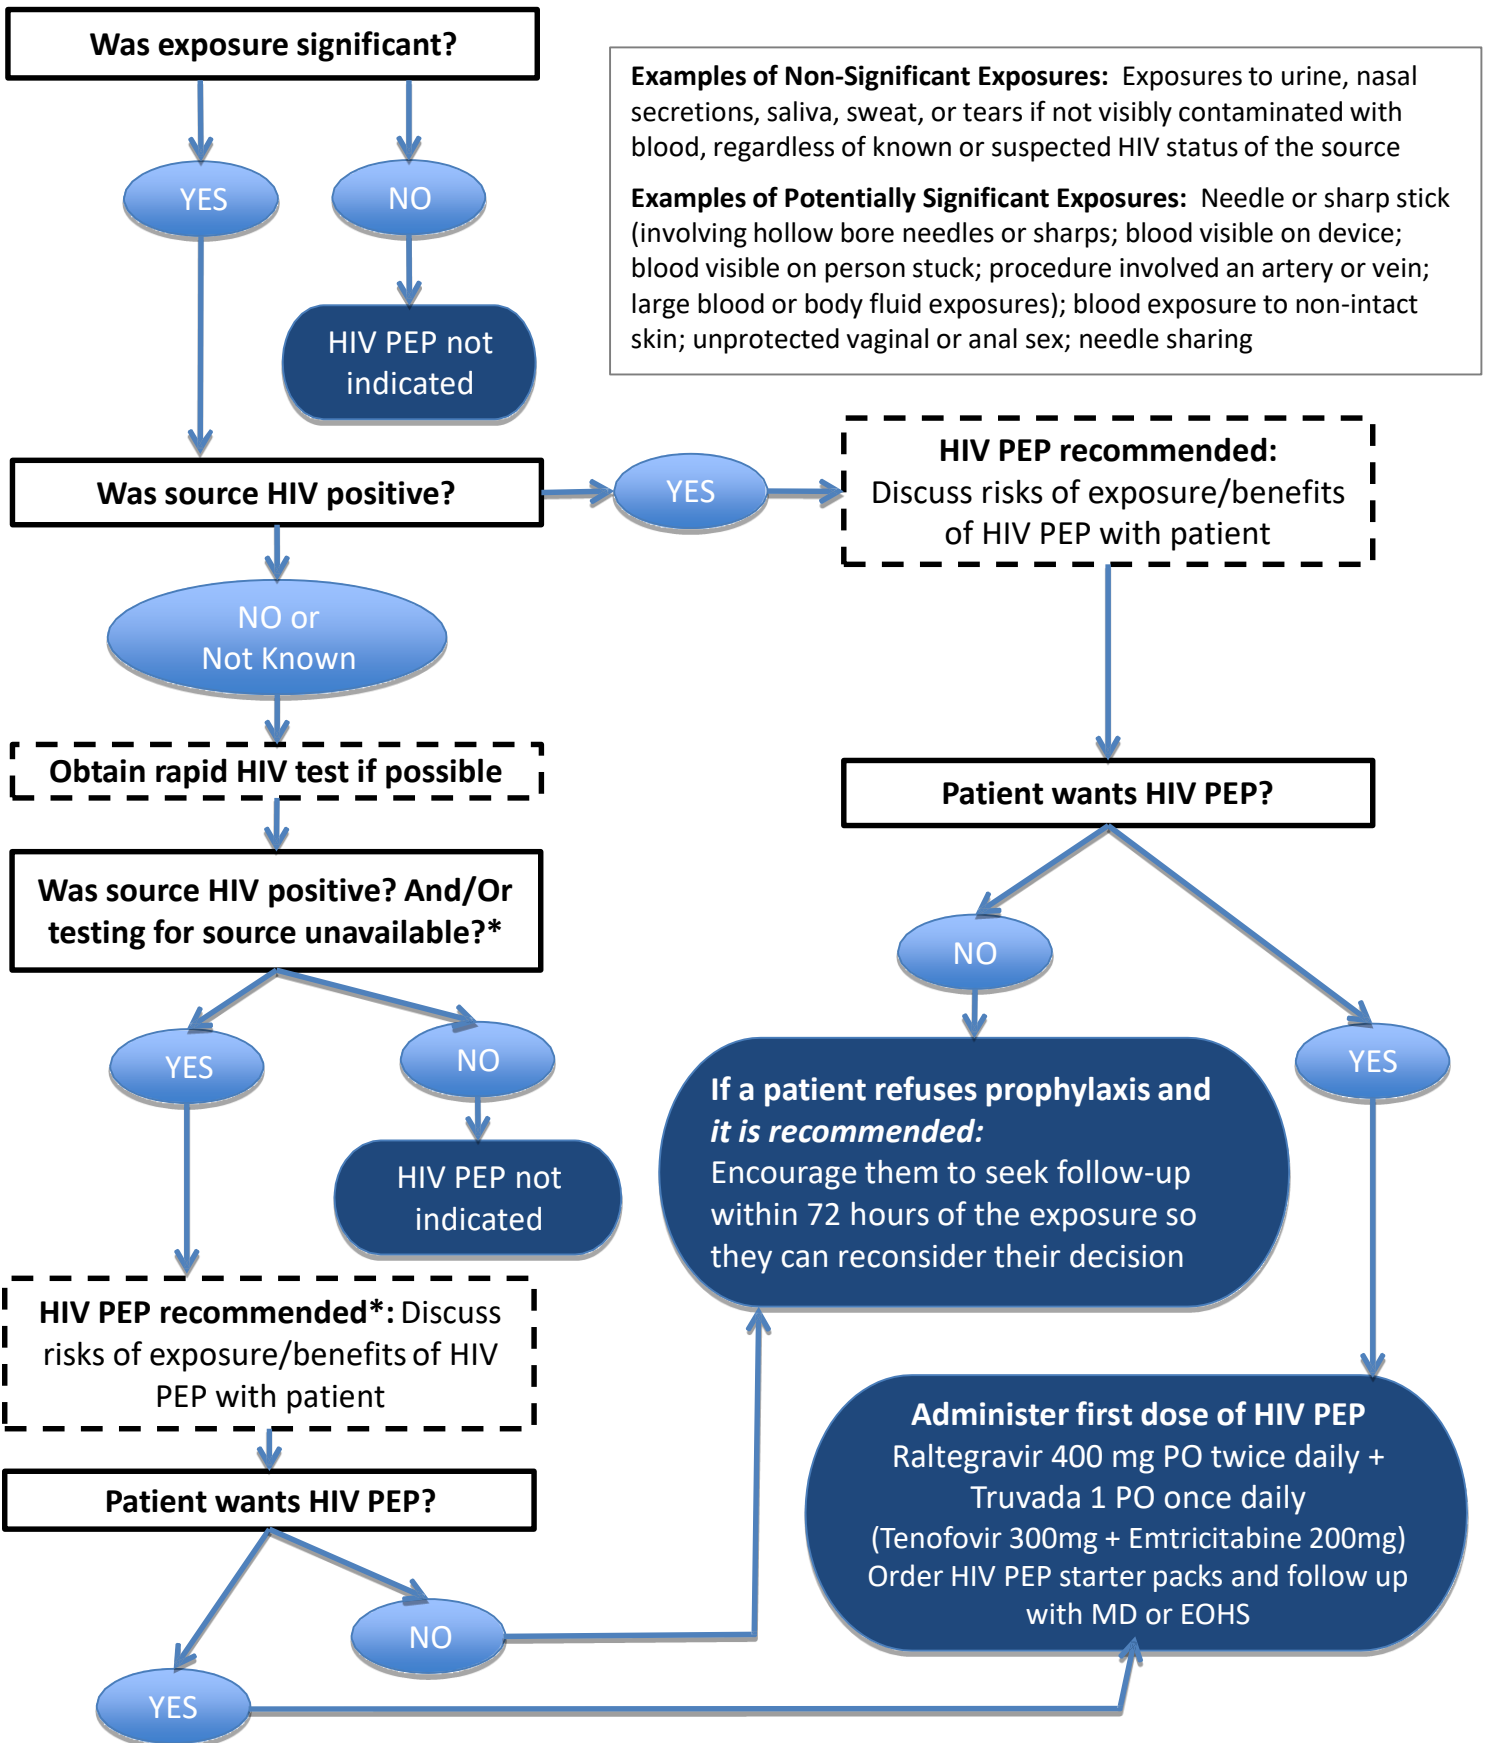 Was exposure significant?
Examples of Non-Significant Exposures: Exposures to urine, nasal
secretions, saliva, sweat, or tears if not visibly contaminated with
blood, regardless of known or suspected HIV status of the source
Examples of Potentially Significant Exposures: Needle or sharp stick
(involving hollow bore needles or sharps; blood visible on device;
blood visible on person stuck; procedure involved an artery or vein;
large blood or body fluid exposures); blood exposure to non-intact
skin; unprotected vaginal or anal sex; needle sharing
YES
NO
HIV PEP not
indicated
Was source HIV positive?
YES
HIV PEP recommended:
Discuss risks of exposure/benefits
of HIV PEP with patient
NO or
Not Known
Obtain rapid HIV test if possible
Patient wants HIV PEP?
Was source HIV positive? And/Or
testing for source unavailable?*
NO
YES
YES
NO
HIV PEP not
indicated
If a patient refuses prophylaxis and
it is recommended:
Encourage them to seek follow-up
within 72 hours of the exposure so
they can reconsider their decision
HIV PEP recommended*: Discuss
risks of exposure/benefits of HIV
PEP with patient
Administer first dose of HIV PEP
Raltegravir 400 mg PO twice daily +
Truvada 1 PO once daily
(Tenofovir 300mg + Emtricitabine 200mg)
Order HIV PEP starter packs and follow up
with MD or EOHS
Patient wants HIV PEP?
NO
YES